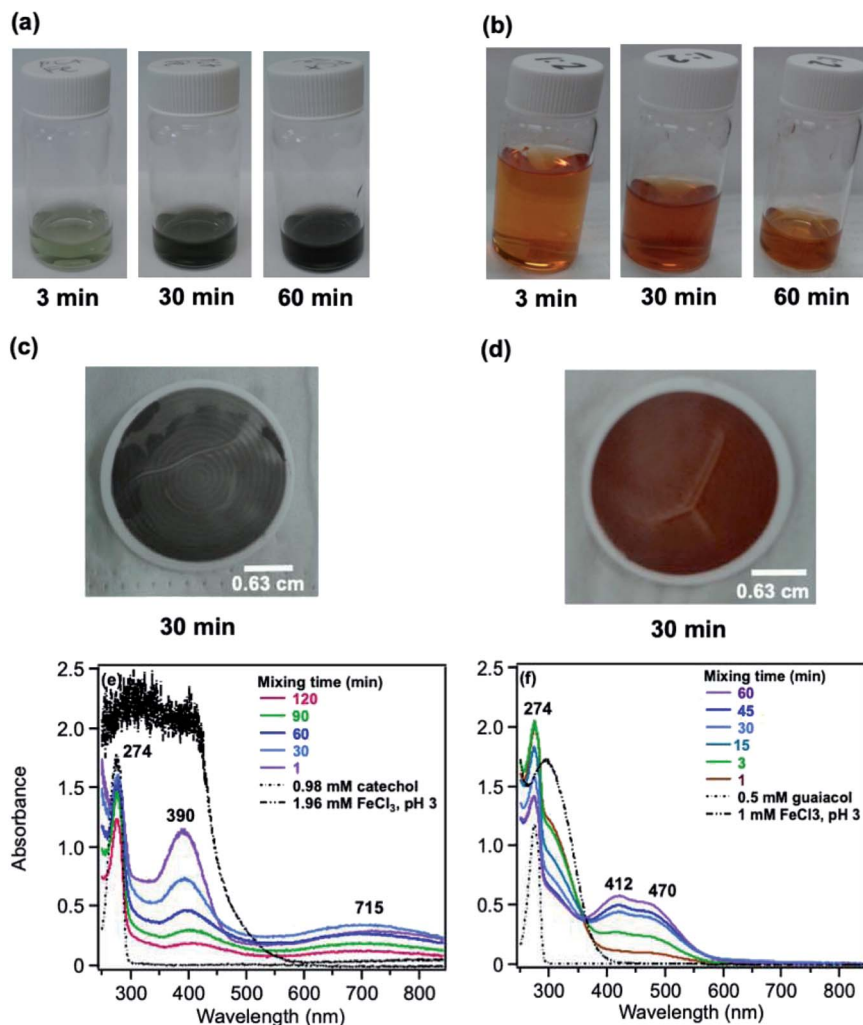 (a)
3 min
30 min
60 min
(b)
3 min
30 min
60 min
(c)
0.63 cm
30 min
(d)
0.63 cm
30 min
(e)
Mixing time (min)
120
90
60
30
1
0.98 mM catechol
1.96 mM FeCl₃, pH 3
274
390
715
2.5
2.0
1.5
1.0
0.5
0
Absorbance
300
400
500
600
700
800
Wavelength (nm)
(f)
Mixing time (min)
60
45
30
15
3
1
0.5 mM guaiacol
1 mM FeCl3, pH 3
274
412
470
2.5
2.0
1.5
1.0
0.5
0
300
400
500
600
700
800
Wavelength (nm)